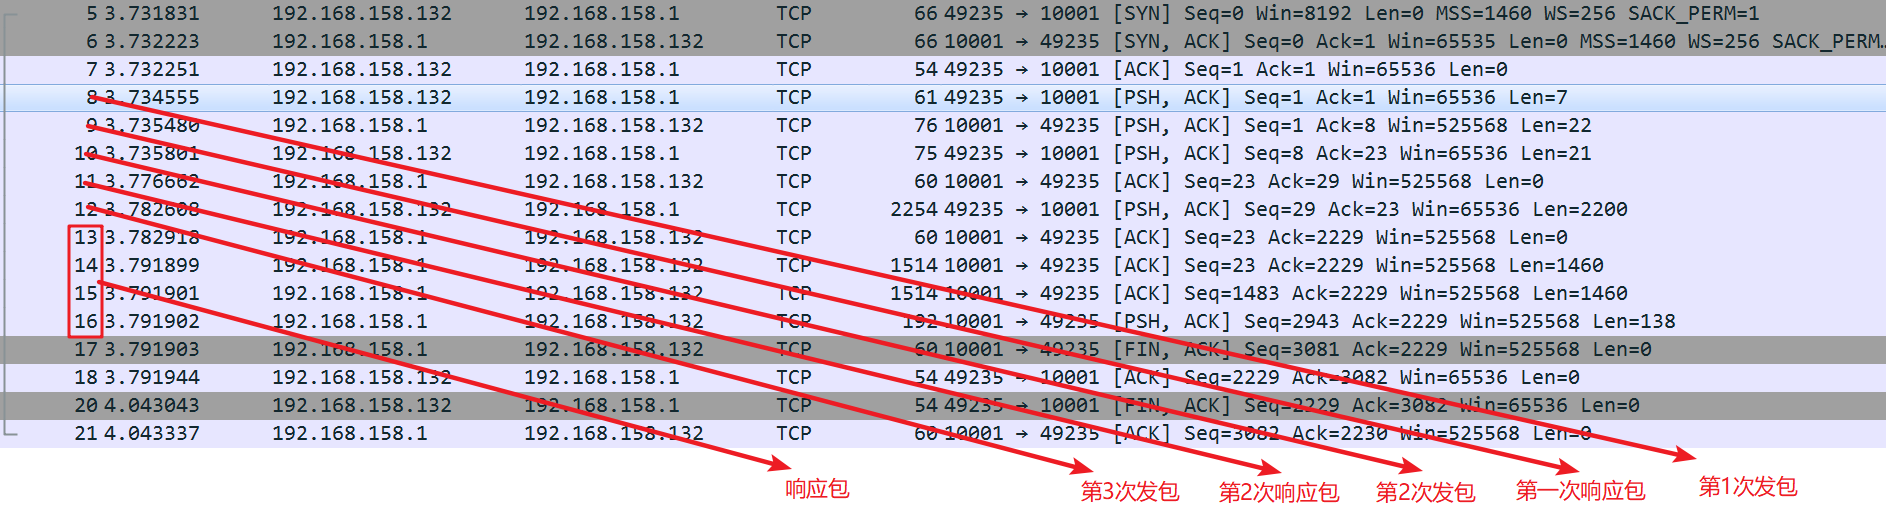 5 3.731831 192.168.158.132 192.168.158.1 TCP 66 49235 → 10001 [SYN] Seq=0 Win=8192 Len=0 MSS=1460 WS=256 SACK_PERM=1
6 3.732223 192.168.158.1 192.168.158.132 TCP 66 10001 → 49235 [SYN, ACK] Seq=0 Ack=1 Win=65535 Len=0 MSS=1460 WS=256 SACK_PERM…
7 3.732251 192.168.158.132 192.168.158.1 TCP 54 49235 → 10001 [ACK] Seq=1 Ack=1 Win=65536 Len=0
8 3.734555 192.168.158.132 192.168.158.1 TCP 61 49235 → 10001 [PSH, ACK] Seq=1 Ack=1 Win=65536 Len=7
9 3.735480 192.168.158.1 192.168.158.132 TCP 76 10001 → 49235 [PSH, ACK] Seq=1 Ack=8 Win=525568 Len=22
10 3.735801 192.168.158.132 192.168.158.1 TCP 75 49235 → 10001 [PSH, ACK] Seq=8 Ack=23 Win=65536 Len=21
11 3.776662 192.168.158.1 192.168.158.132 TCP 60 10001 → 49235 [ACK] Seq=23 Ack=29 Win=525568 Len=0
12 3.782608 192.168.158.132 192.168.158.1 TCP 2254 49235 → 10001 [PSH, ACK] Seq=29 Ack=23 Win=65536 Len=2200
13 3.782918 192.168.158.1 192.168.158.132 TCP 60 10001 → 49235 [ACK] Seq=23 Ack=2229 Win=525568 Len=0
14 3.791899 192.168.158.1 192.168.158.132 TCP 1514 10001 → 49235 [ACK] Seq=23 Ack=2229 Win=525568 Len=1460
15 3.791901 192.168.158.1 192.168.158.132 TCP 1514 10001 → 49235 [ACK] Seq=1483 Ack=2229 Win=525568 Len=1460
16 3.791902 192.168.158.1 192.168.158.132 TCP 192 10001 → 49235 [PSH, ACK] Seq=2943 Ack=2229 Win=525568 Len=138
17 3.791903 192.168.158.1 192.168.158.132 TCP 60 10001 → 49235 [FIN, ACK] Seq=3081 Ack=2229 Win=525568 Len=0
18 3.791944 192.168.158.132 192.168.158.1 TCP 54 49235 → 10001 [ACK] Seq=2229 Ack=3082 Win=65536 Len=0
20 4.043043 192.168.158.132 192.168.158.1 TCP 54 49235 → 10001 [FIN, ACK] Seq=2229 Ack=3082 Win=65536 Len=0
21 4.043337 192.168.158.1 192.168.158.132 TCP 60 10001 → 49235 [ACK] Seq=3082 Ack=2230 Win=525568 Len=0
响应包 第3次发包 第2次响应包 第2次发包 第一次响应包 第1次发包